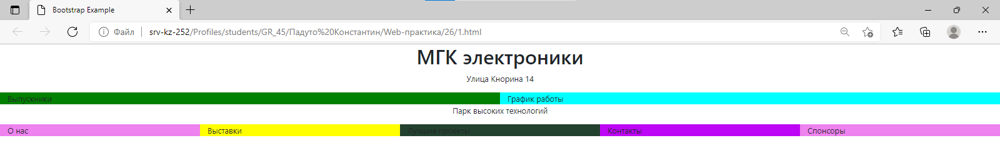 Bootstrap Example
Файл srv-kz-252/Profiles/students/GR_45/Падуто%20Константин/Web-практика/26/1.html
МГК электроники
Улица Кнорина 14
Выпускники График работы
Парк высоких технологий
О нас Выставки Лучшие проекты Контакты Спонсоры